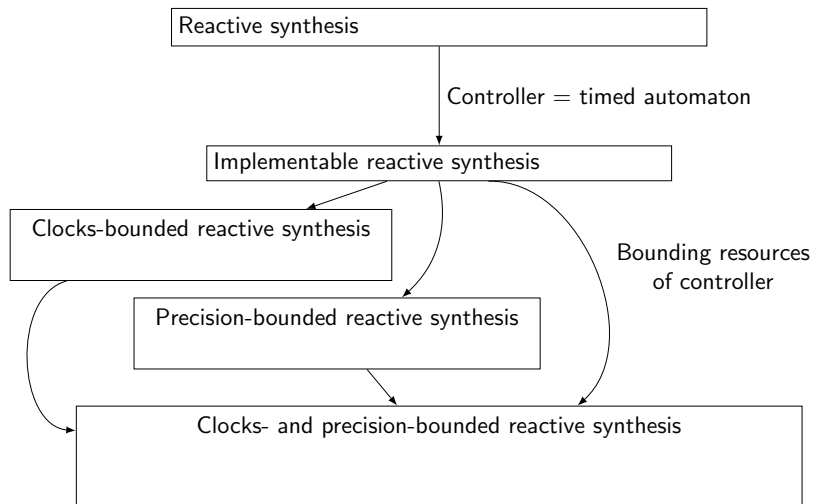 Reactive synthesis
Controller = timed automaton
Implementable reactive synthesis
Clocks-bounded reactive synthesis
Bounding resources
of controller
Precision-bounded reactive synthesis
Clocks- and precision-bounded reactive synthesis